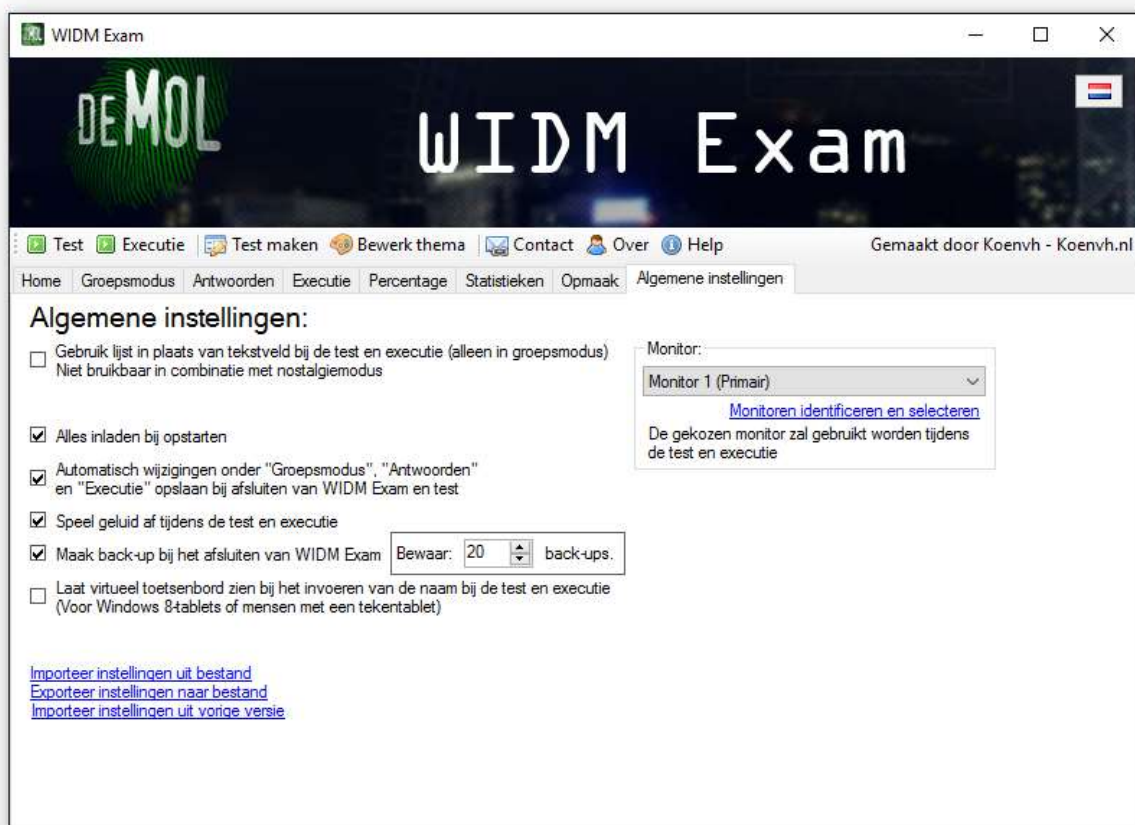 WIDM Exam
DE MOL
WIDM Exam
Test Executie Test maken Bewerk thema Contact Over Help Gemaakt door Koenvh - Koenvh.nl
Home Groepsmodus Antwoorden Executie Percentage Statistieken Opmaak Algemene instellingen
Algemene instellingen:
Gebruik lijst in plaats van tekstveld bij de test en executie (alleen in groepsmodus)
Niet bruikbaar in combinatie met nostalgiemodus
Alles inladen bij opstarten
Automatisch wijzigingen onder "Groepsmodus", "Antwoorden"
en "Executie" opslaan bij afsluiten van WIDM Exam en test
Speel geluid af tijdens de test en executie
Maak back-up bij het afsluiten van WIDM Exam Bewaar: 20 back-ups.
Laat virtueel toetsenbord zien bij het invoeren van de naam bij de test en executie
(Voor Windows 8-tablets of mensen met een tekentablet)
Importeer instellingen uit bestand
Exporteer instellingen naar bestand
Importeer instellingen uit vorige versie
Monitor:
Monitor 1 (Primair)
Monitoren identificeren en selecteren
De gekozen monitor zal gebruikt worden tijdens
de test en executie